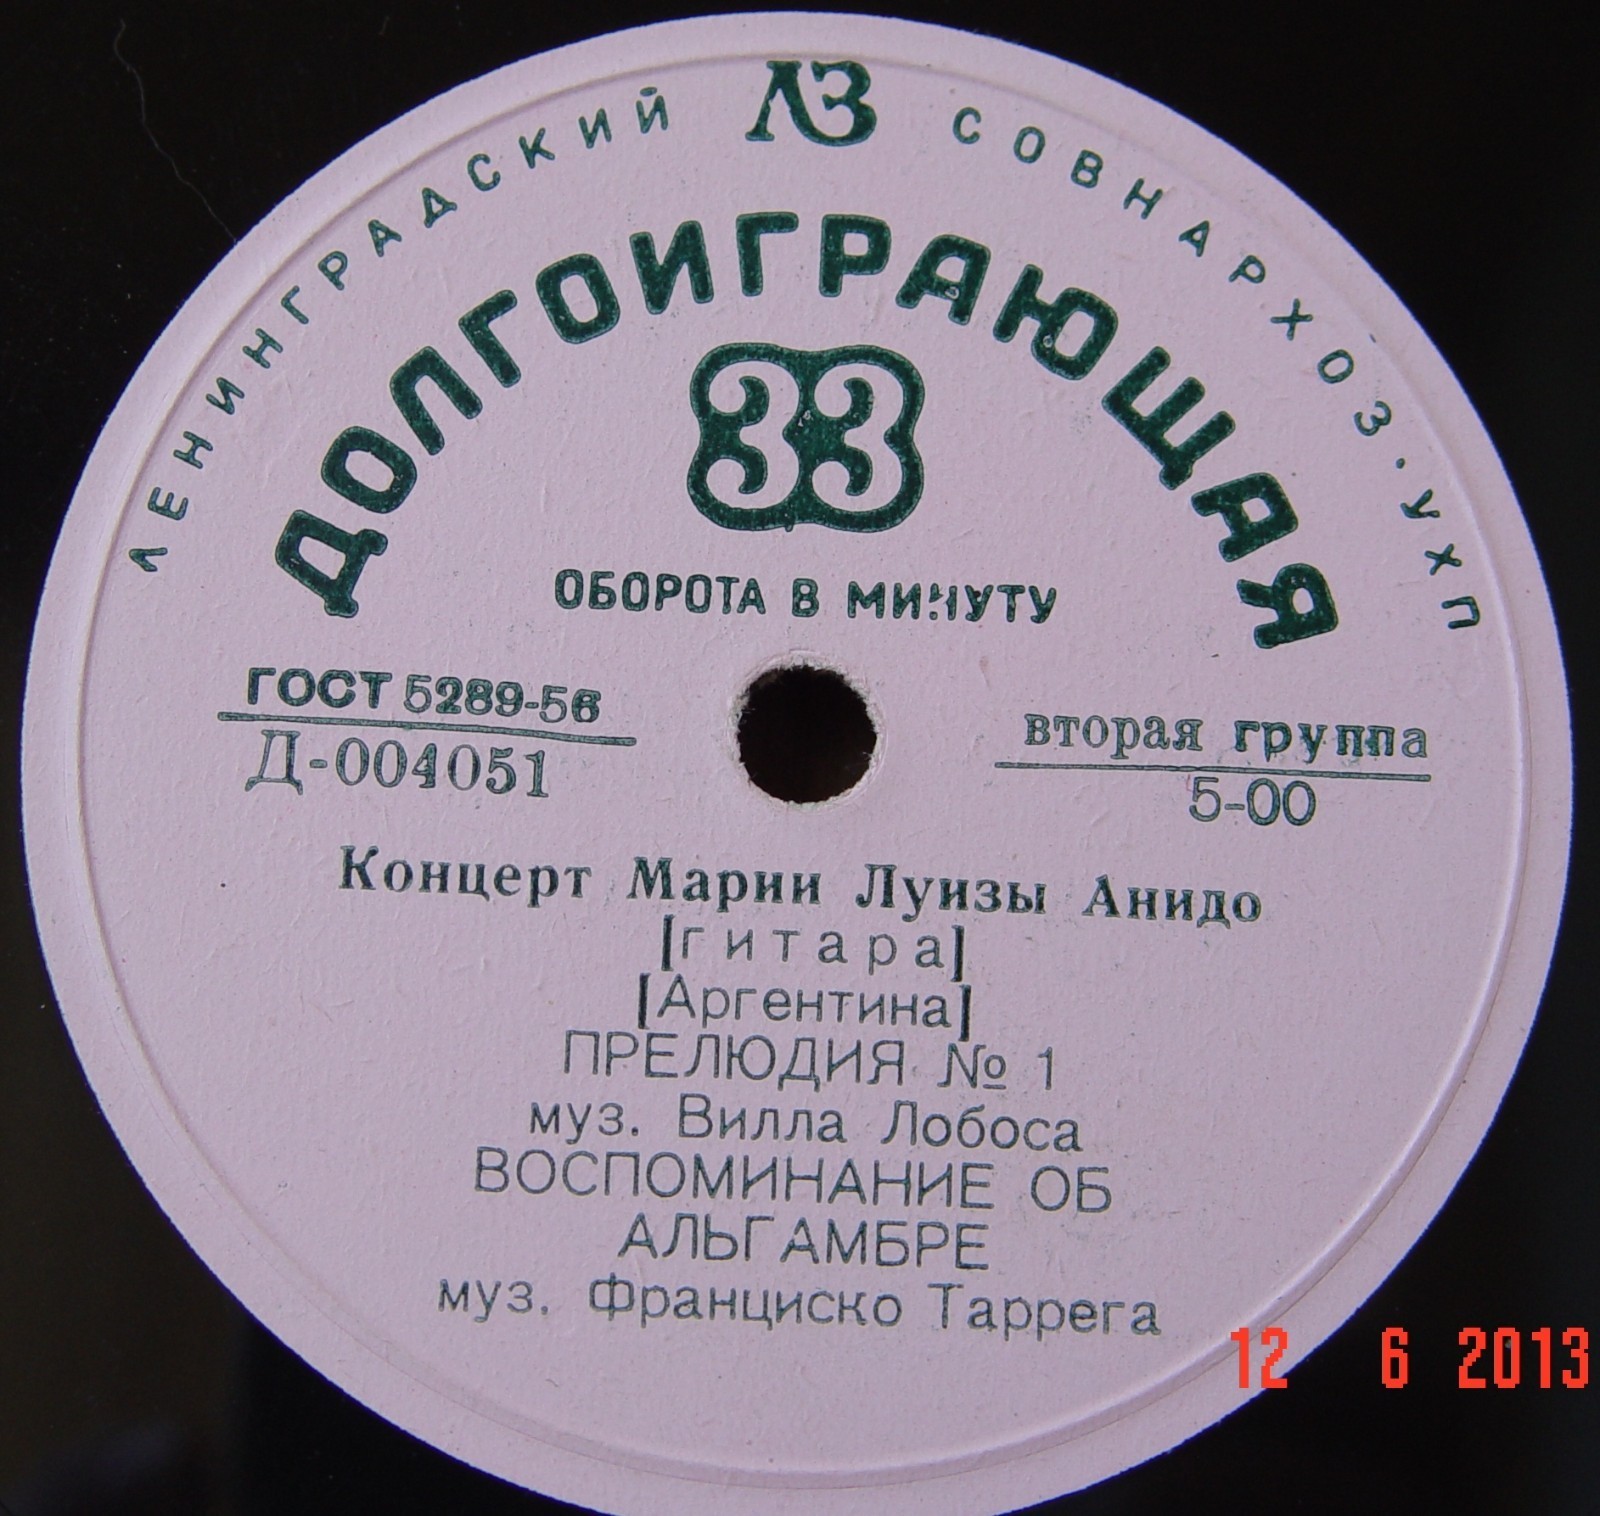 ЛЕНИНГРАДСКИЙ ЛЗ СОВНАРХОЗ·УХП
ДОЛГОИГРАЮЩАЯ
33
ОБОРОТА В МИНУТУ
ГОСТ 5289-56
Д-004051
вторая группа
5-00
Концерт Марии Луизы Анидо
[гитара]
[Аргентина]
ПРЕЛЮДИЯ № 1
муз. Вилла Лобоса
ВОСПОМИНАНИЕ ОБ
АЛЬГАМБРЕ
муз. Франциско Таррега
12 6 2013